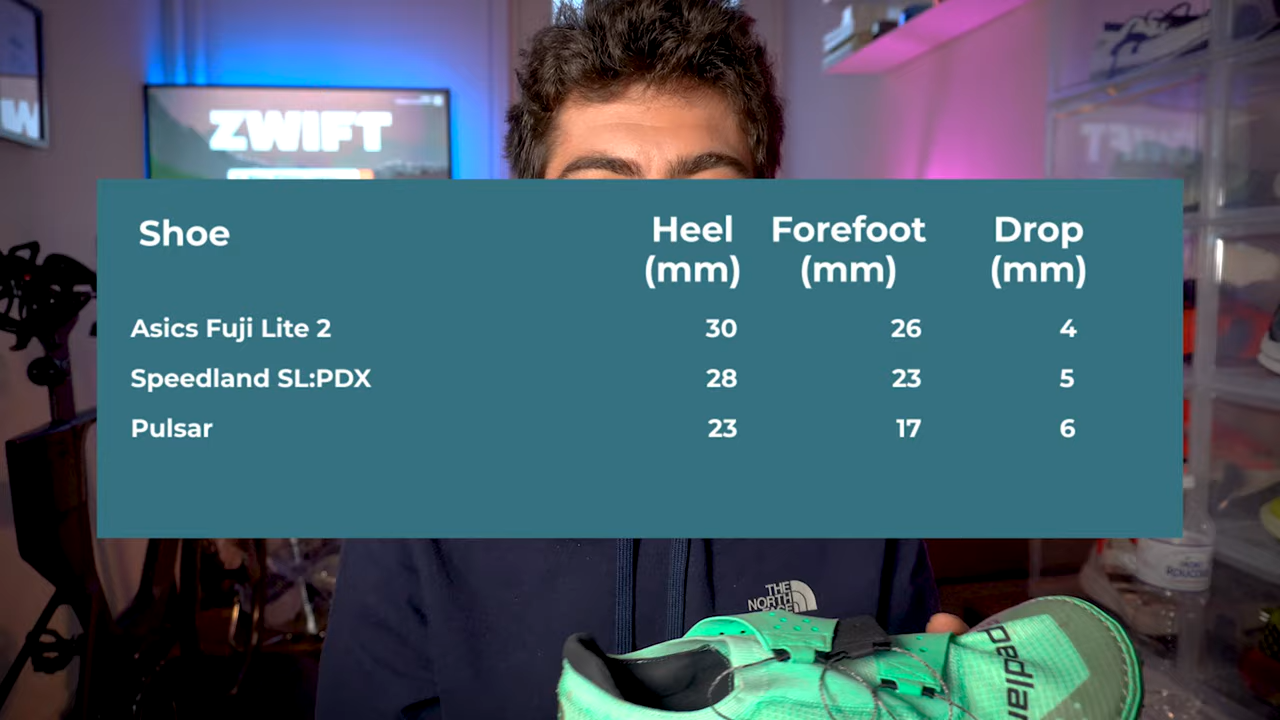 W
ZWIFT
Shoe Heel (mm) Forefoot (mm) Drop (mm)
Asics Fuji Lite 2 30 26 4
Speedland SL:PDX 28 23 5
Pulsar 23 17 6
THE
NORTH
FACE